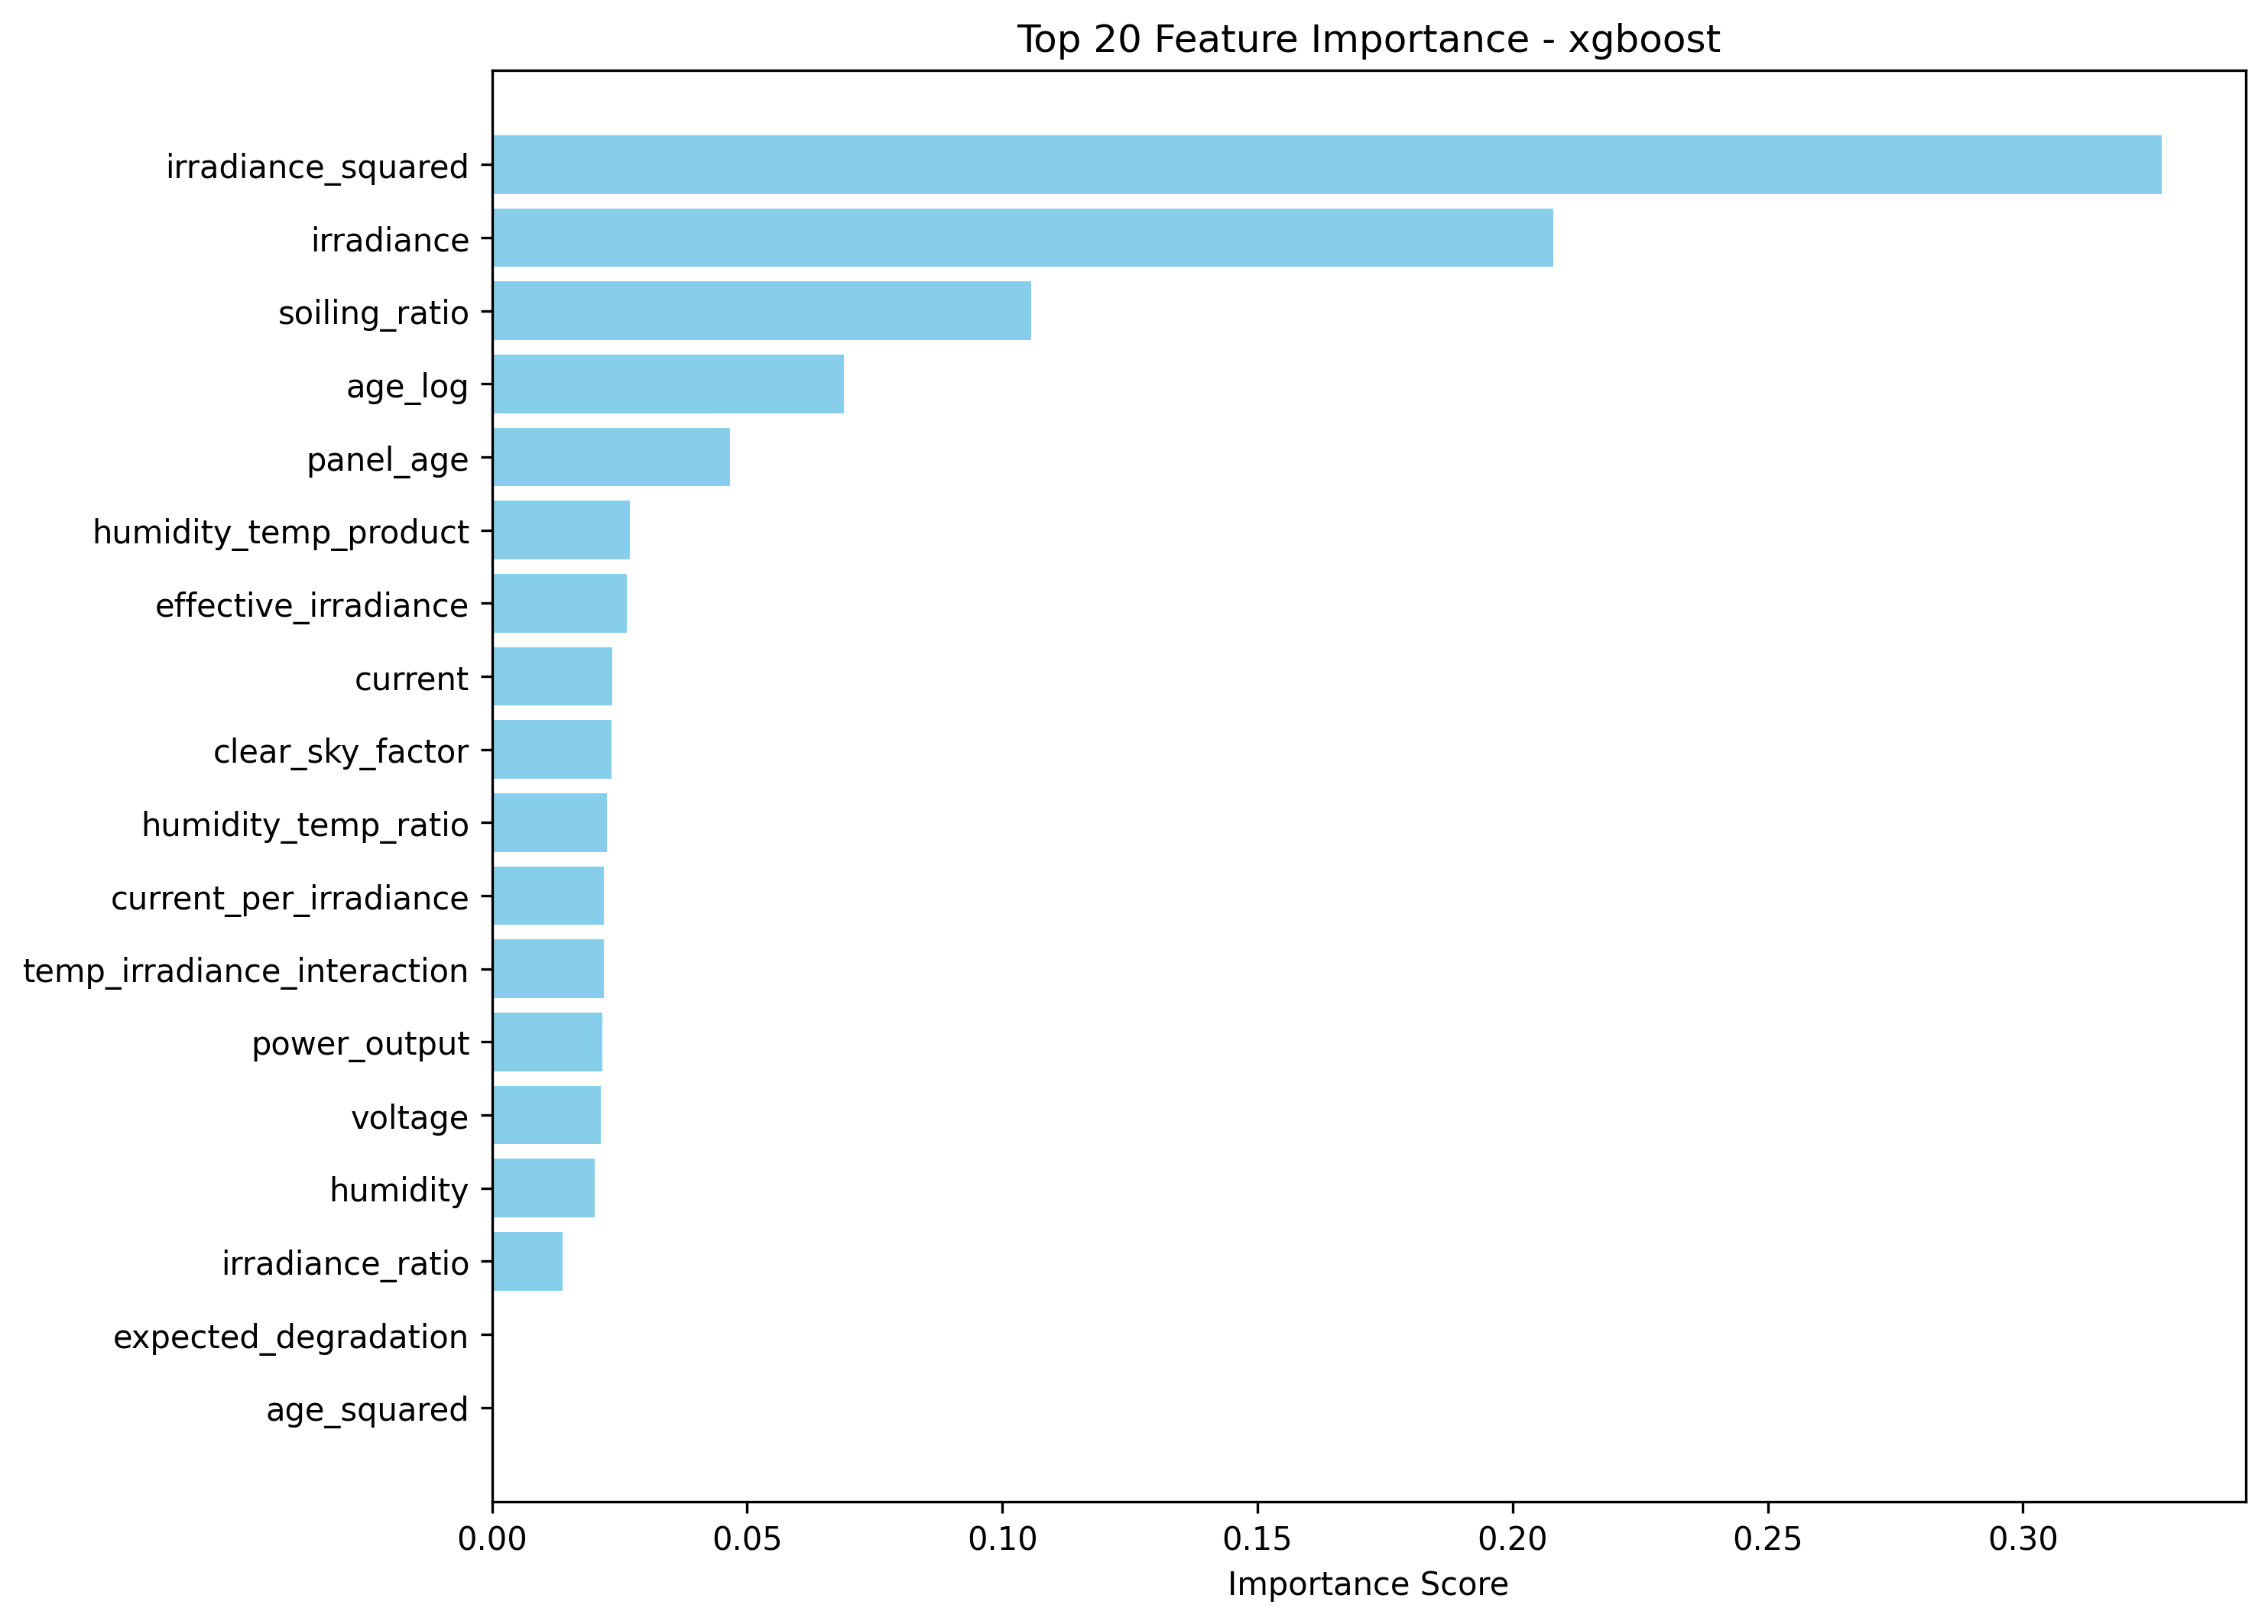 Top 20 Feature Importance - xgboost
irradiance_squared
irradiance
soiling_ratio
age_log
panel_age
humidity_temp_product
effective_irradiance
current
clear_sky_factor
humidity_temp_ratio
current_per_irradiance
temp_irradiance_interaction
power_output
voltage
humidity
irradiance_ratio
expected_degradation
age_squared
0.00 0.05 0.10 0.15 0.20 0.25 0.30
Importance Score